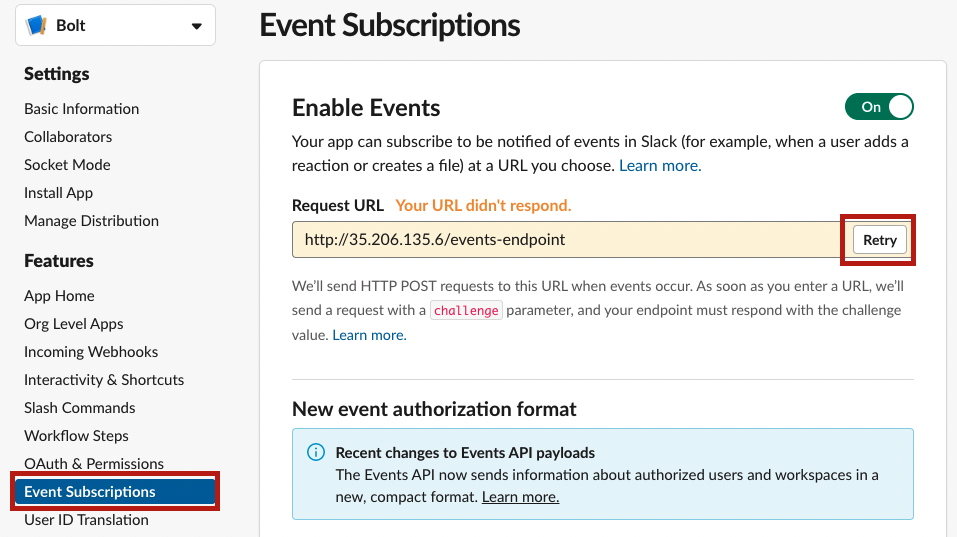 Bolt
Settings
Basic Information
Collaborators
Socket Mode
Install App
Manage Distribution
Features
App Home
Org Level Apps
Incoming Webhooks
Interactivity & Shortcuts
Slash Commands
Workflow Steps
OAuth & Permissions
Event Subscriptions
User ID Translation
Event Subscriptions
Enable Events
On
Your app can subscribe to be notified of events in Slack (for example, when a user adds a
reaction or creates a file) at a URL you choose. Learn more.
Request URL Your URL didn't respond.
http://35.206.135.6/events-endpoint
Retry
We'll send HTTP POST requests to this URL when events occur. As soon as you enter a URL, we'll
send a request with a challenge parameter, and your endpoint must respond with the challenge
value. Learn more.
New event authorization format
Recent changes to Events API payloads
The Events API now sends information about authorized users and workspaces in a
new, compact format. Learn more.